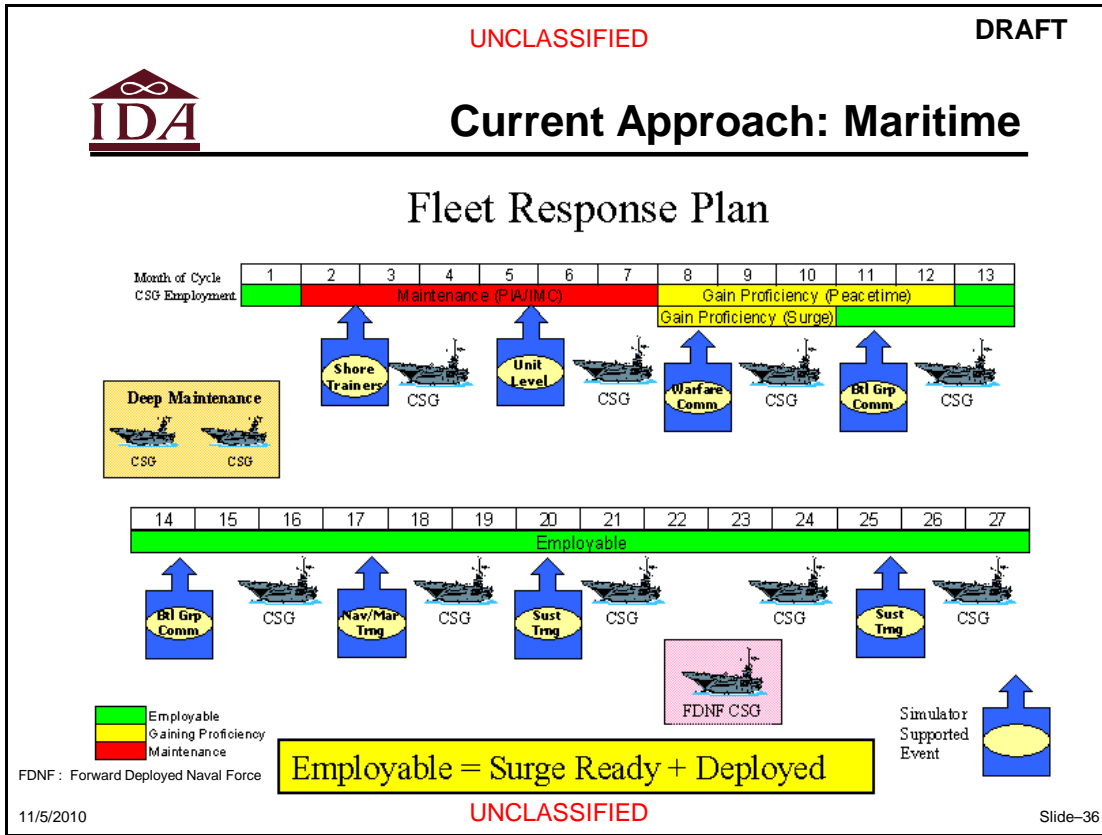 UNCLASSIFIED
DRAFT
IDA
Current Approach: Maritime
Fleet Response Plan
Month of Cycle 1 2 3 4 5 6 7 8 9 10 11 12 13
CSG Employment Maintenance (PIA/IMC) Gain Proficiency (Peacetime)
Gain Proficiency (Surge)
Shore
Trainers
CSG
Unit
Level
CSG
Warfare
Comm
CSG
Btl Grp
Comm
CSG
Deep Maintenance
CSG CSG
14 15 16 17 18 19 20 21 22 23 24 25 26 27
Employable
Btl Grp
Comm
CSG
Nav/Mar
Trng
CSG
Sust
Trng
CSG
CSG
Sust
Trng
CSG
FDNF CSG
Simulator
Supported
Event
Employable
Gaining Proficiency
Maintenance
FDNF : Forward Deployed Naval Force
Employable = Surge Ready + Deployed
11/5/2010
UNCLASSIFIED
Slide–36